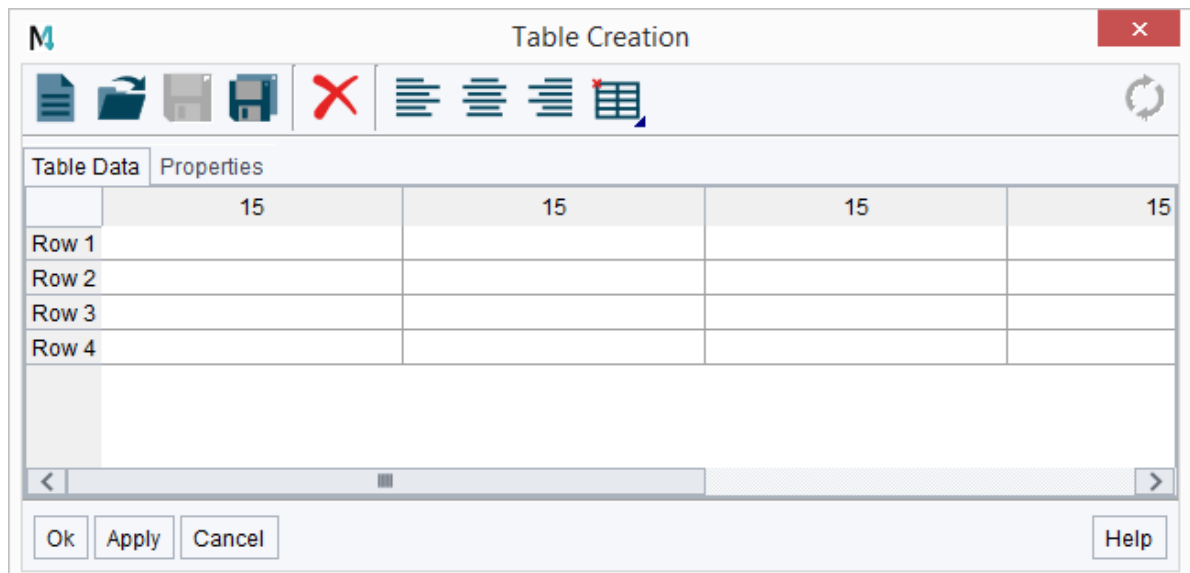 Table Creation
Table Data Properties
15 15 15 15
Row 1
Row 2
Row 3
Row 4
Ok Apply Cancel Help